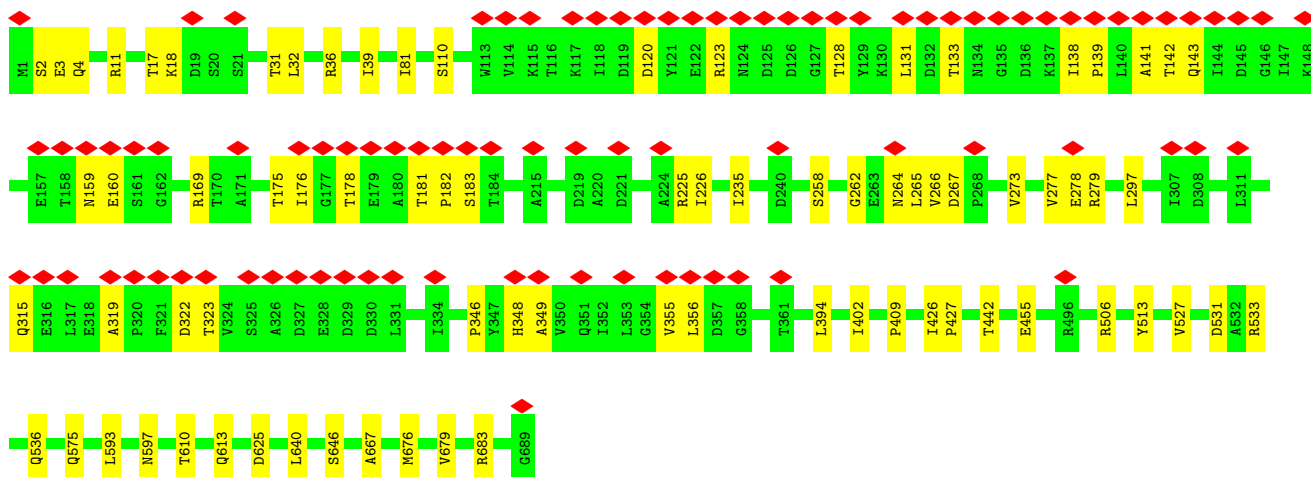 M1 S2 E3 Q4 R11 T17 K18 D19 S20 S21 T31 L32 R36 I39 I81 S110 W113 V114 K115 T116 K117 I118 D119 D120 Y121 E122 R123 N124 D125 D126 G127 T128 Y129 K130 L131 D132 T133 N134 G135 D136 K137 I138 P139 L140 A141 T142 Q143 I144 D145 G146 I147 K148
E157 T158 N159 E160 S161 G162 R169 T170 A171 T175 I176 G177 T178 E179 A180 T181 P182 S183 T184 A215 D219 A220 D221 A224 R225 I226 I235 D240 S258 G262 E263 N264 L265 V266 D267 P268 V273 V277 E278 R279 L297 I307 D308 L311
Q315 E316 L317 E318 A319 P320 F321 D322 T323 V324 S325 A326 D327 E328 D329 D330 L331 I334 P346 Y347 H348 A349 V350 Q351 I352 L353 G354 V355 L356 D357 G358 T361 L394 I402 P409 I426 P427 T442 E455 R496 R506 Y513 V527 D531 A532 R533
Q536 Q575 L593 N597 T610 Q613 D625 L640 S646 A667 M676 V679 R683 G689